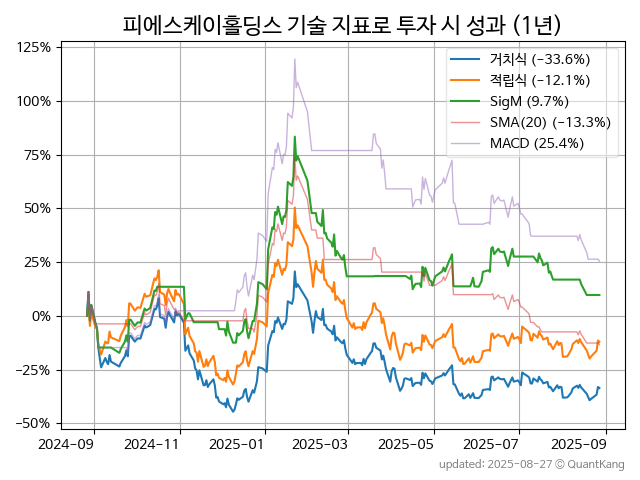 피에스케이홀딩스 기술 지표로 투자 시 성과 (1년)
125%
100%
75%
50%
25%
0%
−25%
−50%
거치식 (−33.6%)
적립식 (−12.1%)
SigM (9.7%)
SMA(20) (−13.3%)
MACD (25.4%)
2024-09 2024-11 2025-01 2025-03 2025-05 2025-07 2025-09
updated: 2025-08-27 © QuantKang